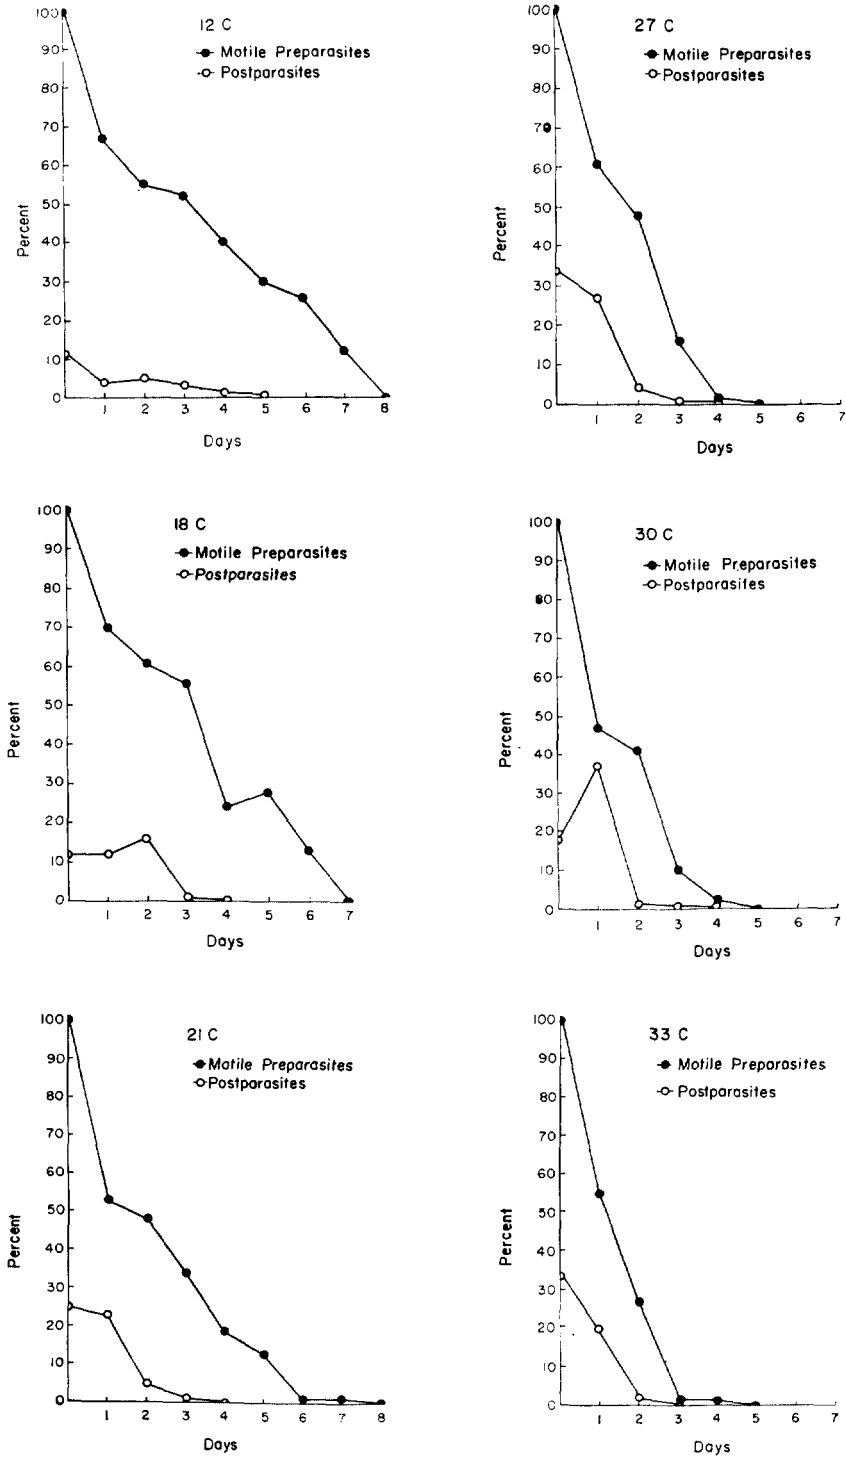 12 C
Motile Preparasites
Postparasites
100
90
80
70
60
50
40
30
20
10
0
Percent
1 2 3 4 5 6 7 8
Days
27 C
Motile Preparasites
Postparasites
100
90
80
70
60
50
40
30
20
10
0
Percent
1 2 3 4 5 6 7
Days
18 C
Motile Preparasites
Postparasites
100
90
80
70
60
50
40
30
20
10
0
Percent
1 2 3 4 5 6 7
Days
30 C
Motile Preparasites
Postparasites
100
90
80
70
60
50
40
30
20
10
0
Percent
1 2 3 4 5 6 7
Days
21 C
Motile Preparasites
Postparasites
100
90
80
70
60
50
40
30
20
10
0
Percent
1 2 3 4 5 6 7 8
Days
33 C
Motile Preparasites
Postparasites
100
90
80
70
60
50
40
30
20
10
0
Percent
1 2 3 4 5 6 7
Days